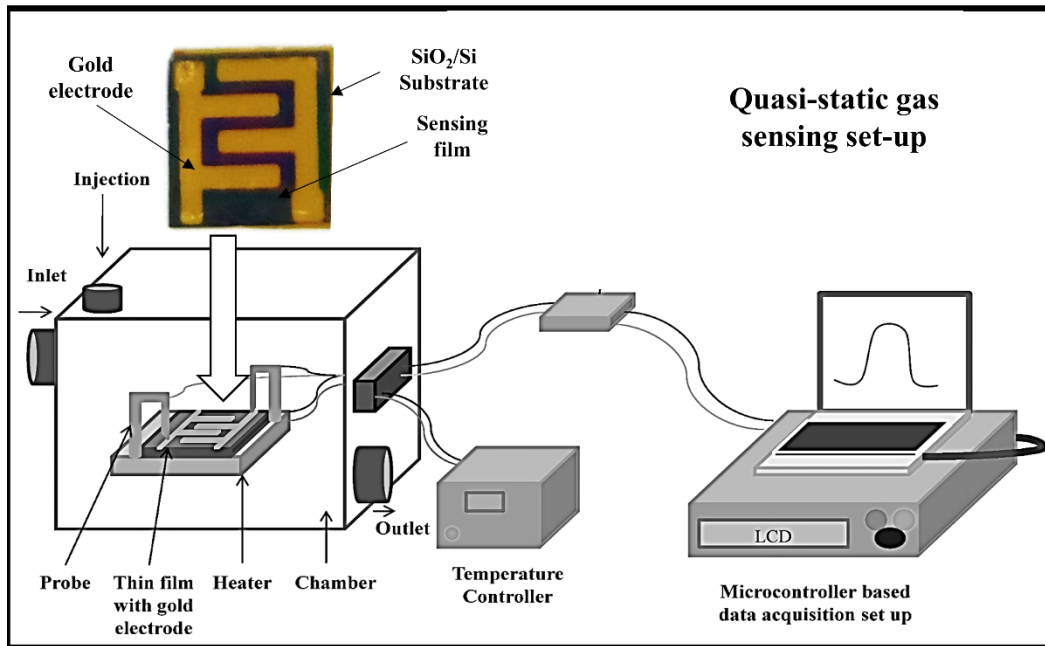 Quasi-static gas
sensing set-up
Gold
electrode
SiO₂/Si
Substrate
Sensing
film
Injection
Inlet
Outlet
Probe
Thin film
with gold
electrode
Heater
Chamber
Temperature
Controller
LCD
Microcontroller based
data acquisition set up